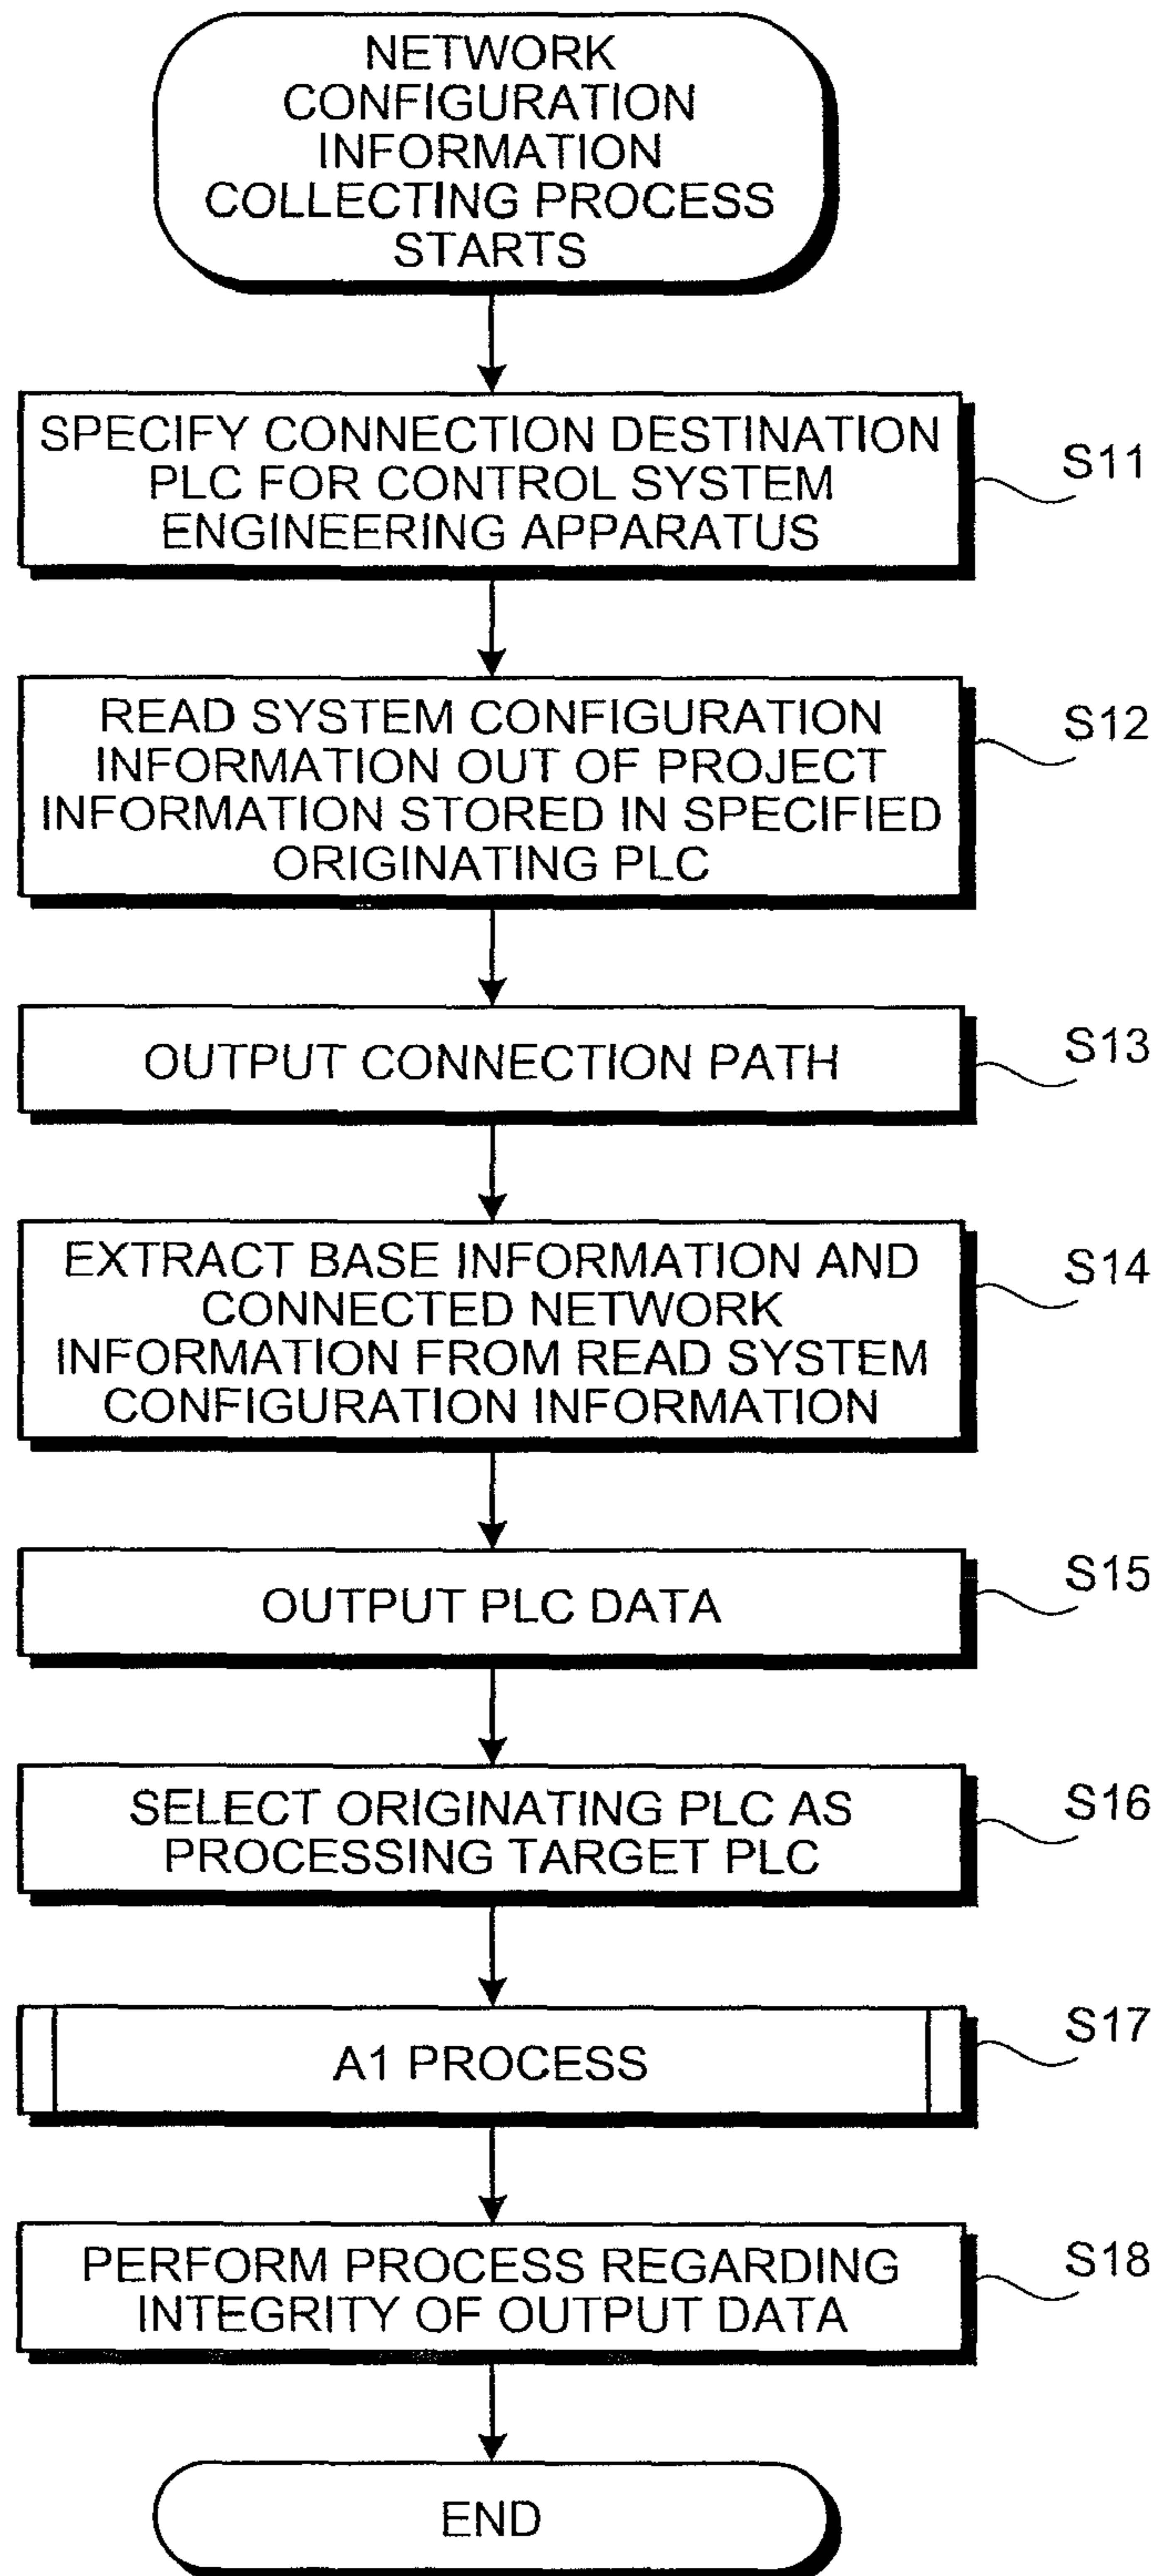 NETWORK
CONFIGURATION
INFORMATION
COLLECTING PROCESS
STARTS
SPECIFY CONNECTION DESTINATION
PLC FOR CONTROL SYSTEM
ENGINEERING APPARATUS
S11
READ SYSTEM CONFIGURATION
INFORMATION OUT OF PROJECT
INFORMATION STORED IN SPECIFIED
ORIGINATING PLC
S12
OUTPUT CONNECTION PATH
S13
EXTRACT BASE INFORMATION AND
CONNECTED NETWORK
INFORMATION FROM READ SYSTEM
CONFIGURATION INFORMATION
S14
OUTPUT PLC DATA
S15
SELECT ORIGINATING PLC AS
PROCESSING TARGET PLC
S16
A1 PROCESS
S17
PERFORM PROCESS REGARDING
INTEGRITY OF OUTPUT DATA
S18
END